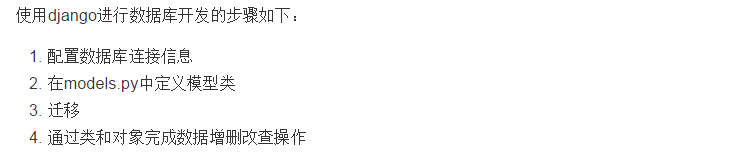 使用django进行数据库开发的步骤如下：
1. 配置数据库连接信息
2. 在models.py中定义模型类
3. 迁移
4. 通过类和对象完成数据增删改查操作